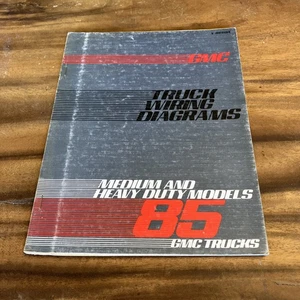 GMC
TRUCK
WIRING
DIAGRAMS
MEDIUM AND
HEAVY DUTY MODELS
85
GMC TRUCKS